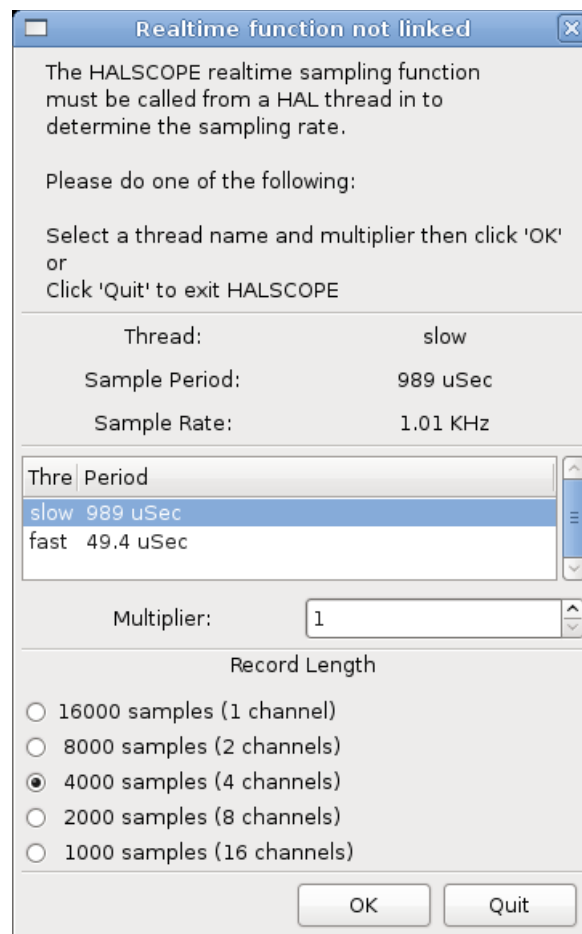 Realtime function not linked
The HALSCOPE realtime sampling function
must be called from a HAL thread in to
determine the sampling rate.
Please do one of the following:
Select a thread name and multiplier then click 'OK'
or
Click 'Quit' to exit HALSCOPE
Thread: slow
Sample Period: 989 uSec
Sample Rate: 1.01 KHz
Thre Period
slow 989 uSec
fast 49.4 uSec
Multiplier: 1
Record Length
16000 samples (1 channel)
8000 samples (2 channels)
4000 samples (4 channels)
2000 samples (8 channels)
1000 samples (16 channels)
OK Quit